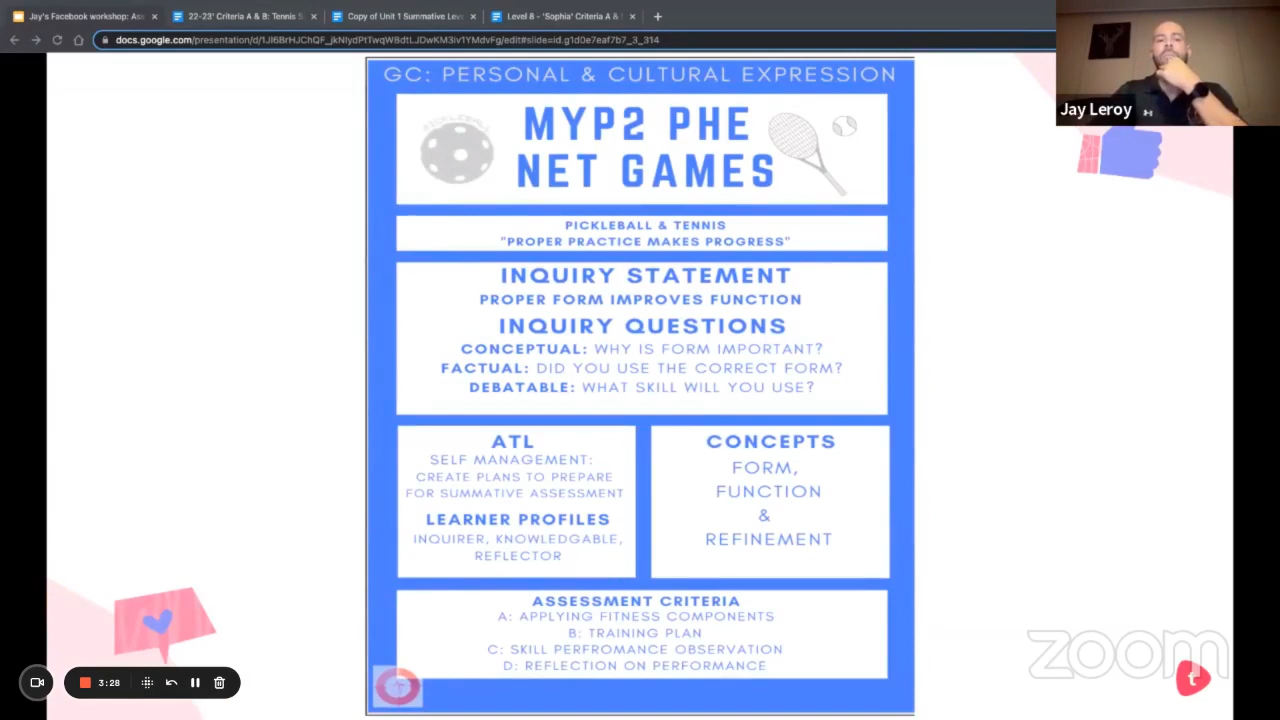 Jay's Facebook workshop: Ass
22-23' Criteria A & B: Tennis S
Copy of Unit 1 Summative Leve
Level 8 - 'Sophia' Criteria A &
docs.google.com/presentation/d/1JI6BrHJChQF_jkNIydPtTwqWBdtLJDwKM3iv1YMdvFg/edit#slide=id.g1d0e7eaf7b7_3_314
Jay Leroy
GC: PERSONAL & CULTURAL EXPRESSION
PICKLEBALL
MYP2 PHE
NET GAMES
PICKLEBALL & TENNIS
"PROPER PRACTICE MAKES PROGRESS"
INQUIRY STATEMENT
PROPER FORM IMPROVES FUNCTION
INQUIRY QUESTIONS
CONCEPTUAL: WHY IS FORM IMPORTANT?
FACTUAL: DID YOU USE THE CORRECT FORM?
DEBATABLE: WHAT SKILL WILL YOU USE?
ATL
SELF MANAGEMENT:
CREATE PLANS TO PREPARE
FOR SUMMATIVE ASSESSMENT
LEARNER PROFILES
INQUIRER, KNOWLEDGABLE,
REFLECTOR
CONCEPTS
FORM,
FUNCTION
&
REFINEMENT
ASSESSMENT CRITERIA
A: APPLYING FITNESS COMPONENTS
B: TRAINING PLAN
C: SKILL PERFROMANCE OBSERVATION
D: REFLECTION ON PERFORMANCE
3:28
zoom
t